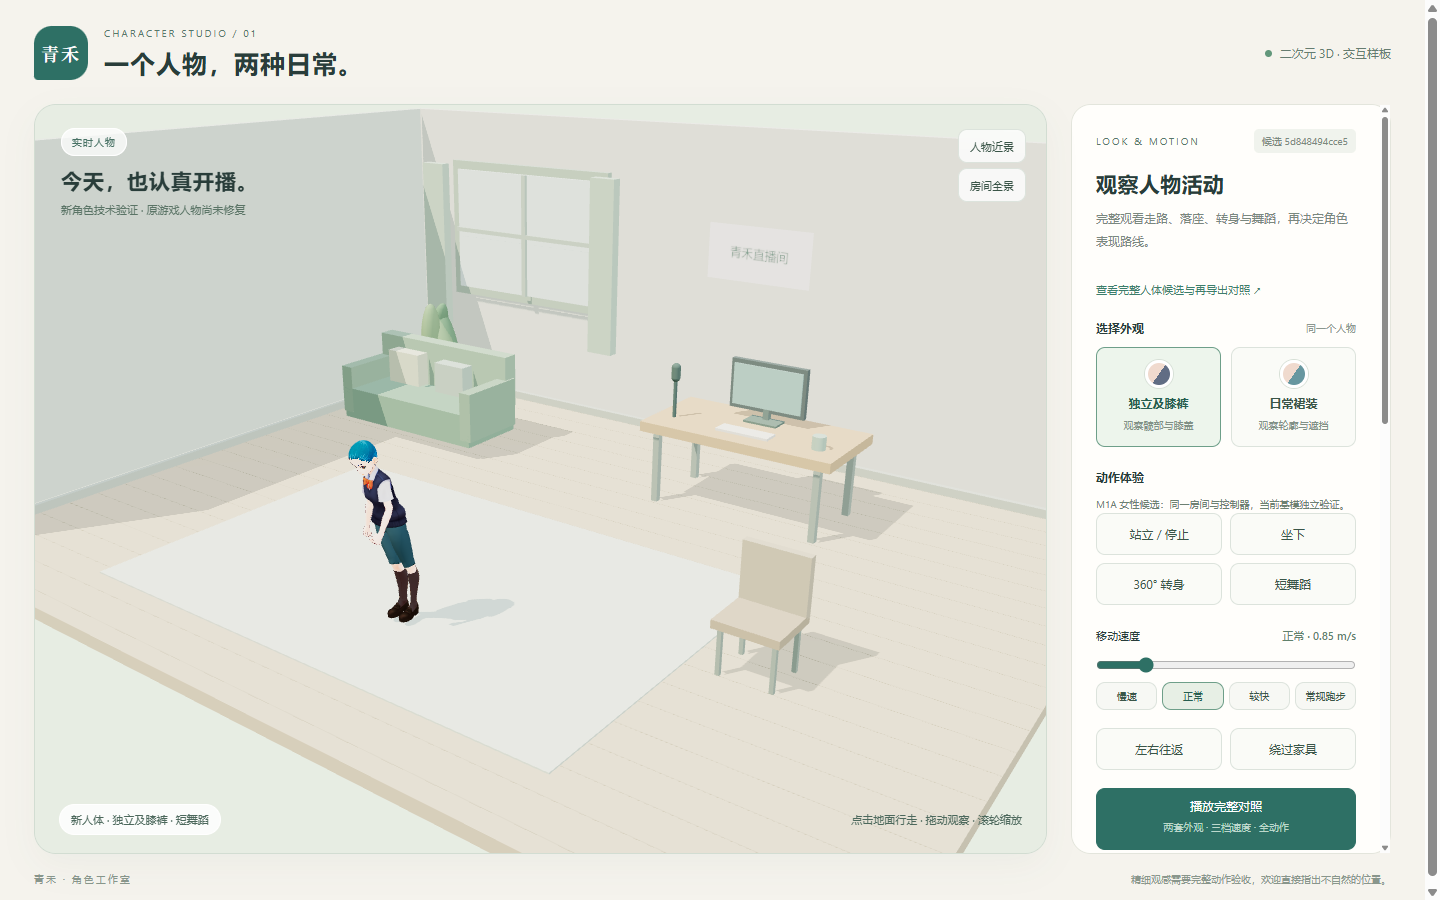 青禾
CHARACTER STUDIO / 01
一个人物，两种日常。
二次元 3D · 交互样板
实时人物
今天，也认真开播。
新角色技术验证 · 原游戏人物尚未修复
人物近景
房间全景
青禾直播间
新人体 · 独立及膝裤 · 短舞蹈
点击地面行走 · 拖动观察 · 滚轮缩放
LOOK & MOTION
候选 5d848494cce5
观察人物活动
完整观看走路、落座、转身与舞蹈，再决定角色
表现路线。
查看完整人体候选与再导出对照 ↗
选择外观
同一个人物
独立及膝裤
观察髋部与膝盖
日常裙装
观察轮廓与遮挡
动作体验
M1A 女性候选：同一房间与控制器，当前基模独立验证。
站立 / 停止
坐下
360° 转身
短舞蹈
移动速度
正常 · 0.85 m/s
慢速
正常
较快
常规跑步
左右往返
绕过家具
播放完整对照
两套外观 · 三档速度 · 全动作
青禾 · 角色工作室
精细观感需要完整动作验收，欢迎直接指出不自然的位置。